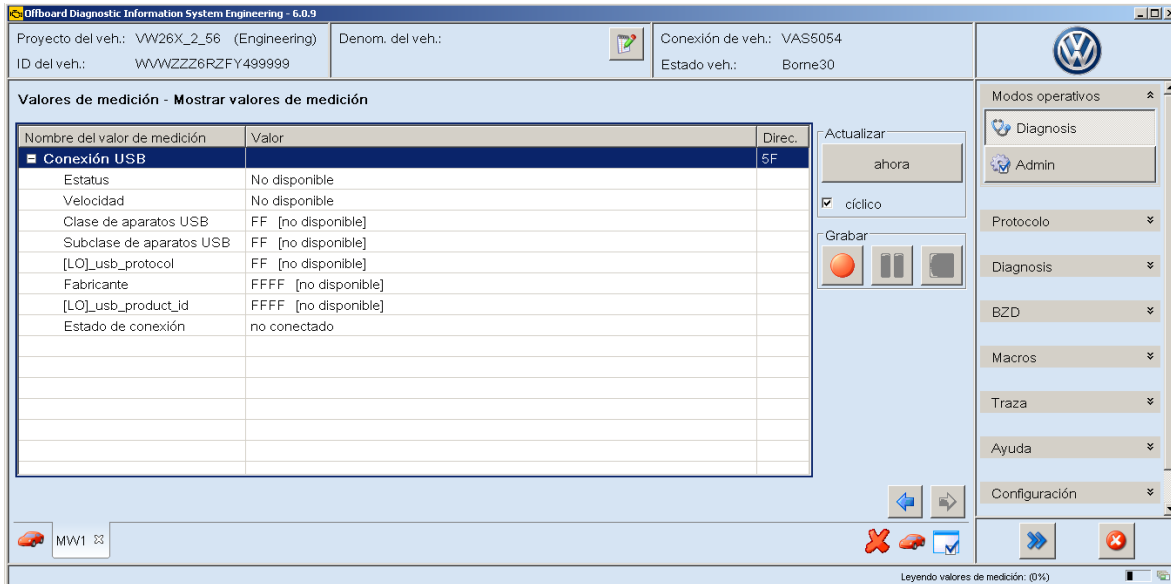 Offboard Diagnostic Information System Engineering - 6.0.9
Proyecto del veh.: VW26X_2_56 (Engineering)
ID del veh.: WVWZZZ6RZFY499999
Denom. del veh.:
Conexión de veh.: VAS5054
Estado veh.: Borne30
Valores de medición - Mostrar valores de medición
Nombre del valor de medición Valor Direc.
Conexión USB 5F
Estatus No disponible
Velocidad No disponible
Clase de aparatos USB FF [no disponible]
Subclase de aparatos USB FF [no disponible]
[LO]_usb_protocol FF [no disponible]
Fabricante FFFF [no disponible]
[LO]_usb_product_id FFFF [no disponible]
Estado de conexión no conectado
Actualizar
ahora
cíclico
Grabar
Modos operativos
Diagnosis
Admin
Protocolo
Diagnosis
BZD
Macros
Traza
Ayuda
Configuración
MW1
Leyendo valores de medición: (0%)